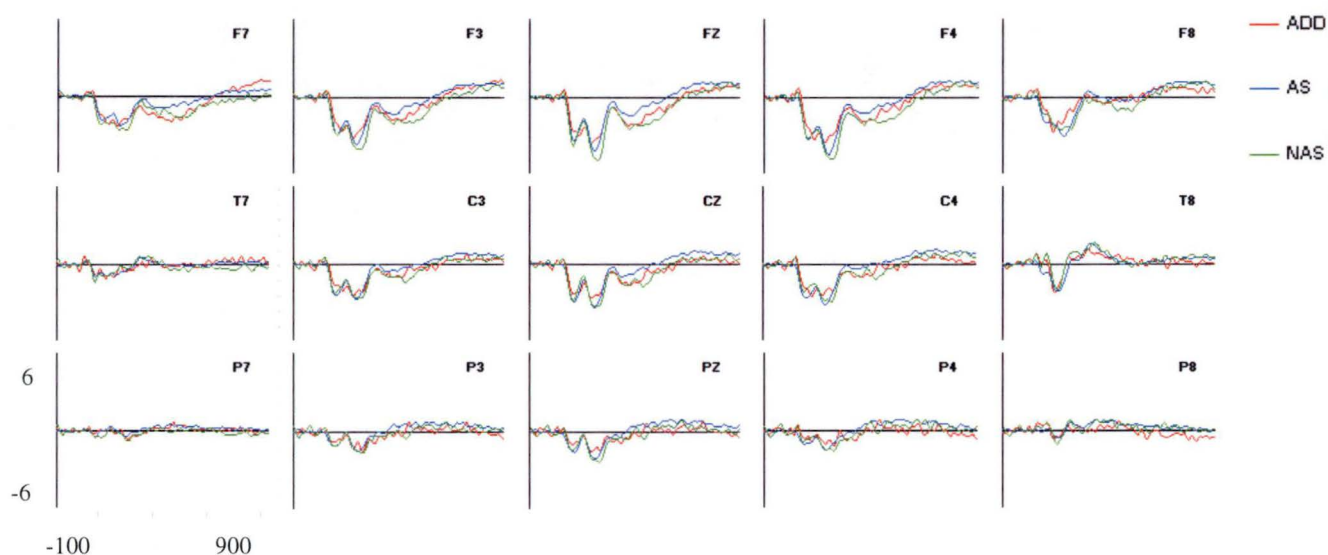 F7 F3 FZ F4 F8
ADD
AS
NAS
T7 C3 CZ C4 T8
P7 P3 PZ P4 P8
6
-6
-100 900